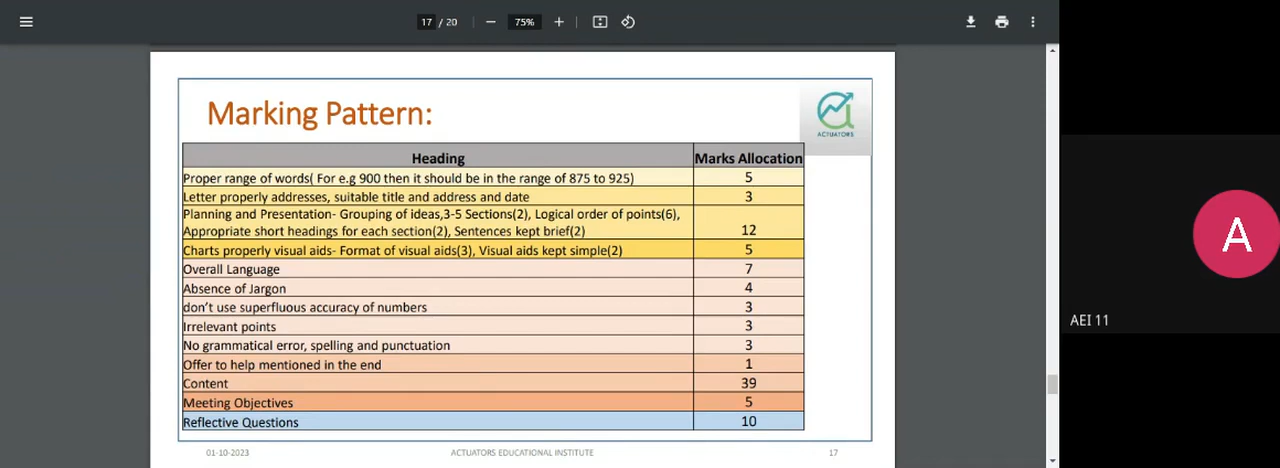 17 / 20
75%
Marking Pattern:
ACTUATORS
Heading Marks Allocation
Proper range of words( For e.g 900 then it should be in the range of 875 to 925) 5
Letter properly addresses, suitable title and address and date 3
Planning and Presentation- Grouping of ideas,3-5 Sections(2), Logical order of points(6),
Appropriate short headings for each section(2), Sentences kept brief(2) 12
Charts properly visual aids- Format of visual aids(3), Visual aids kept simple(2) 5
Overall Language 7
Absence of Jargon 4
don't use superfluous accuracy of numbers 3
Irrelevant points 3
No grammatical error, spelling and punctuation 3
Offer to help mentioned in the end 1
Content 39
Meeting Objectives 5
Reflective Questions 10
01-10-2023 ACTUATORS EDUCATIONAL INSTITUTE 17
A
AEI 11